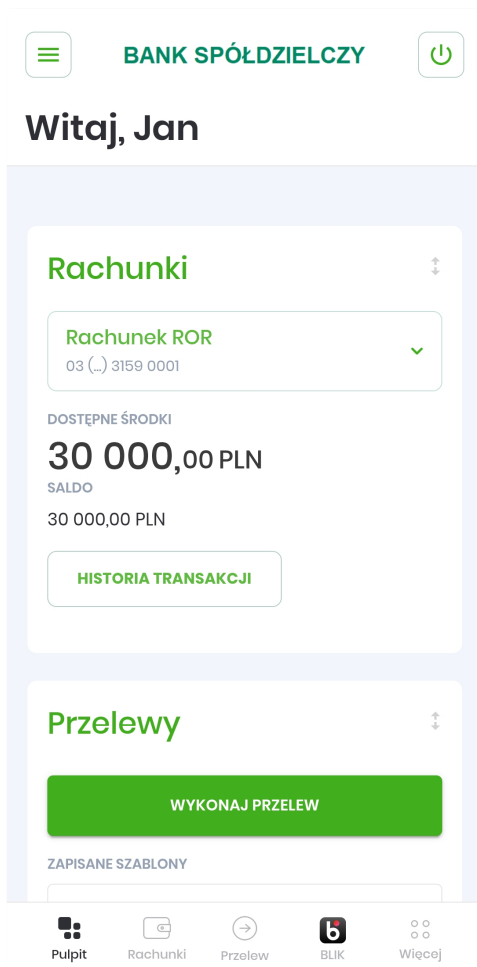 BANK SPÓŁDZIELCZY
Witaj, Jan
Rachunki
Rachunek ROR
03 (...) 3159 0001
DOSTĘPNE ŚRODKI
30 000,00 PLN
SALDO
30 000,00 PLN
HISTORIA TRANSAKCJI
Przelewy
WYKONAJ PRZELEW
ZAPISANE SZABLONY
Pulpit Rachunki Przelew BLIK Więcej